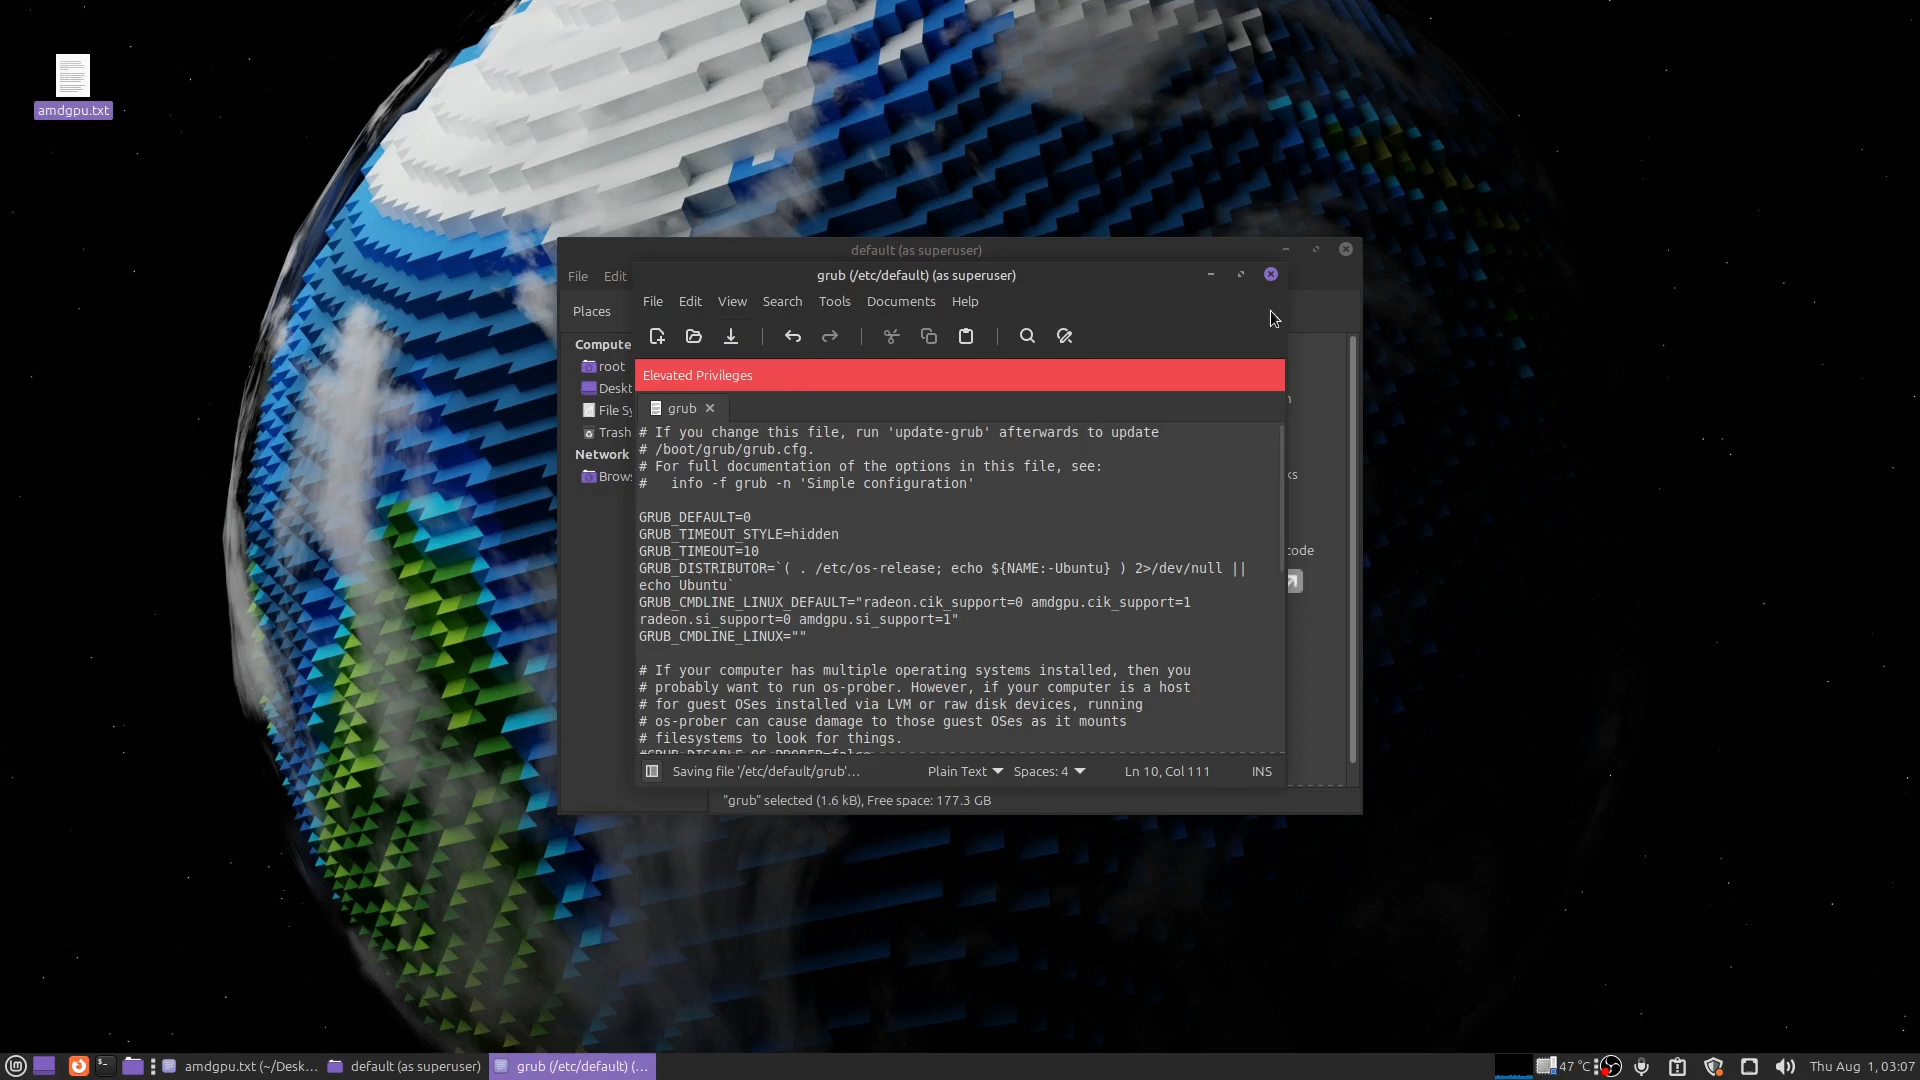 amdgpu.txt
default (as superuser)
File Edit
grub (/etc/default) (as superuser)
File Edit View Search Tools Documents Help
Places
Elevated Privileges
Compute
root
Deskt
File Sy
Trash
Network
Brows
grub
# If you change this file, run 'update-grub' afterwards to update
# /boot/grub/grub.cfg.
# For full documentation of the options in this file, see:
#   info -f grub -n 'Simple configuration'
GRUB_DEFAULT=0
GRUB_TIMEOUT_STYLE=hidden
GRUB_TIMEOUT=10
GRUB_DISTRIBUTOR=`( . /etc/os-release; echo ${NAME:-Ubuntu} ) 2>/dev/null ||
echo Ubuntu`
GRUB_CMDLINE_LINUX_DEFAULT="radeon.cik_support=0 amdgpu.cik_support=1
radeon.si_support=0 amdgpu.si_support=1"
GRUB_CMDLINE_LINUX=""
# If your computer has multiple operating systems installed, then you
# probably want to run os-prober. However, if your computer is a host
# for guest OSes installed via LVM or raw disk devices, running
# os-prober can cause damage to those guest OSes as it mounts
# filesystems to look for things.
#GRUB_DISABLE_OS_PROBER=false
ks
code
Saving file '/etc/default/grub'... Plain Text Spaces: 4 Ln 10, Col 111 INS
"grub" selected (1.6 kB), Free space: 177.3 GB
amdgpu.txt (~/Desk... default (as superuser) grub (/etc/default) (... 47 °C Thu Aug 1, 03:07